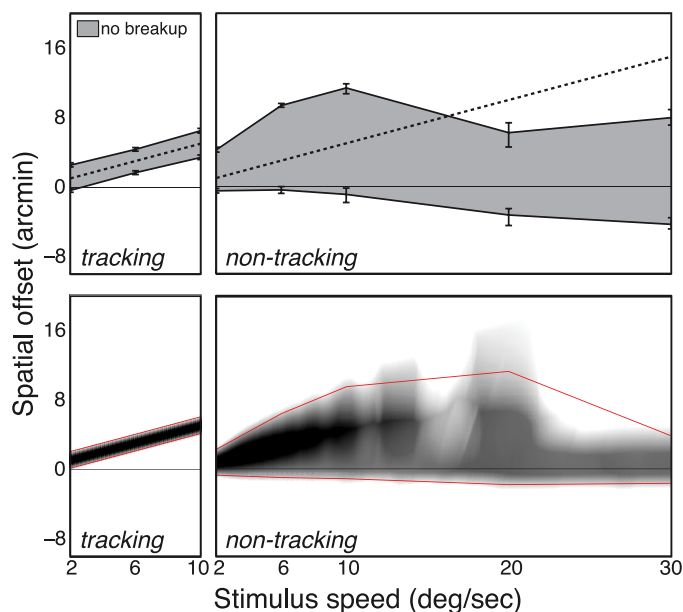 no breakup
16
8
0
−8
tracking
non-tracking
Spatial offset (arcmin)
16
8
0
−8
tracking
non-tracking
2 6 10 2 6 10 20 30
Stimulus speed (deg/sec)